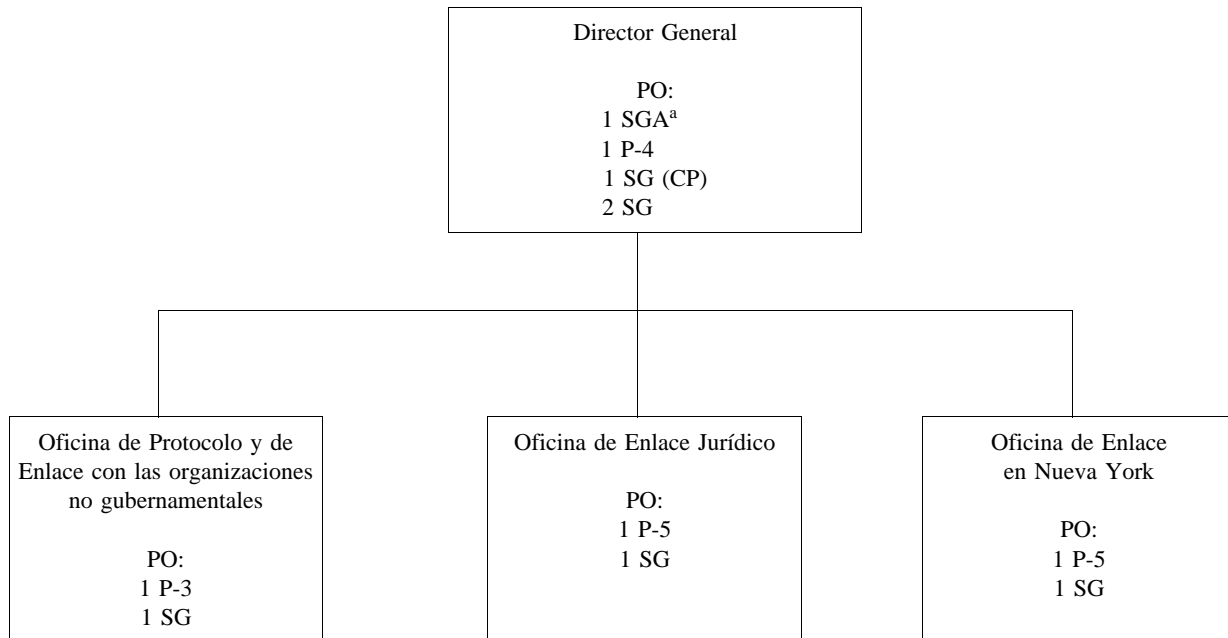 Director General
PO:
1 SGAᵃ
1 P-4
1 SG (CP)
2 SG
Oficina de Protocolo y de
Enlace con las organizaciones
no gubernamentales
PO:
1 P-3
1 SG
Oficina de Enlace Jurídico
PO:
1 P-5
1 SG
Oficina de Enlace
en Nueva York
PO:
1 P-5
1 SG